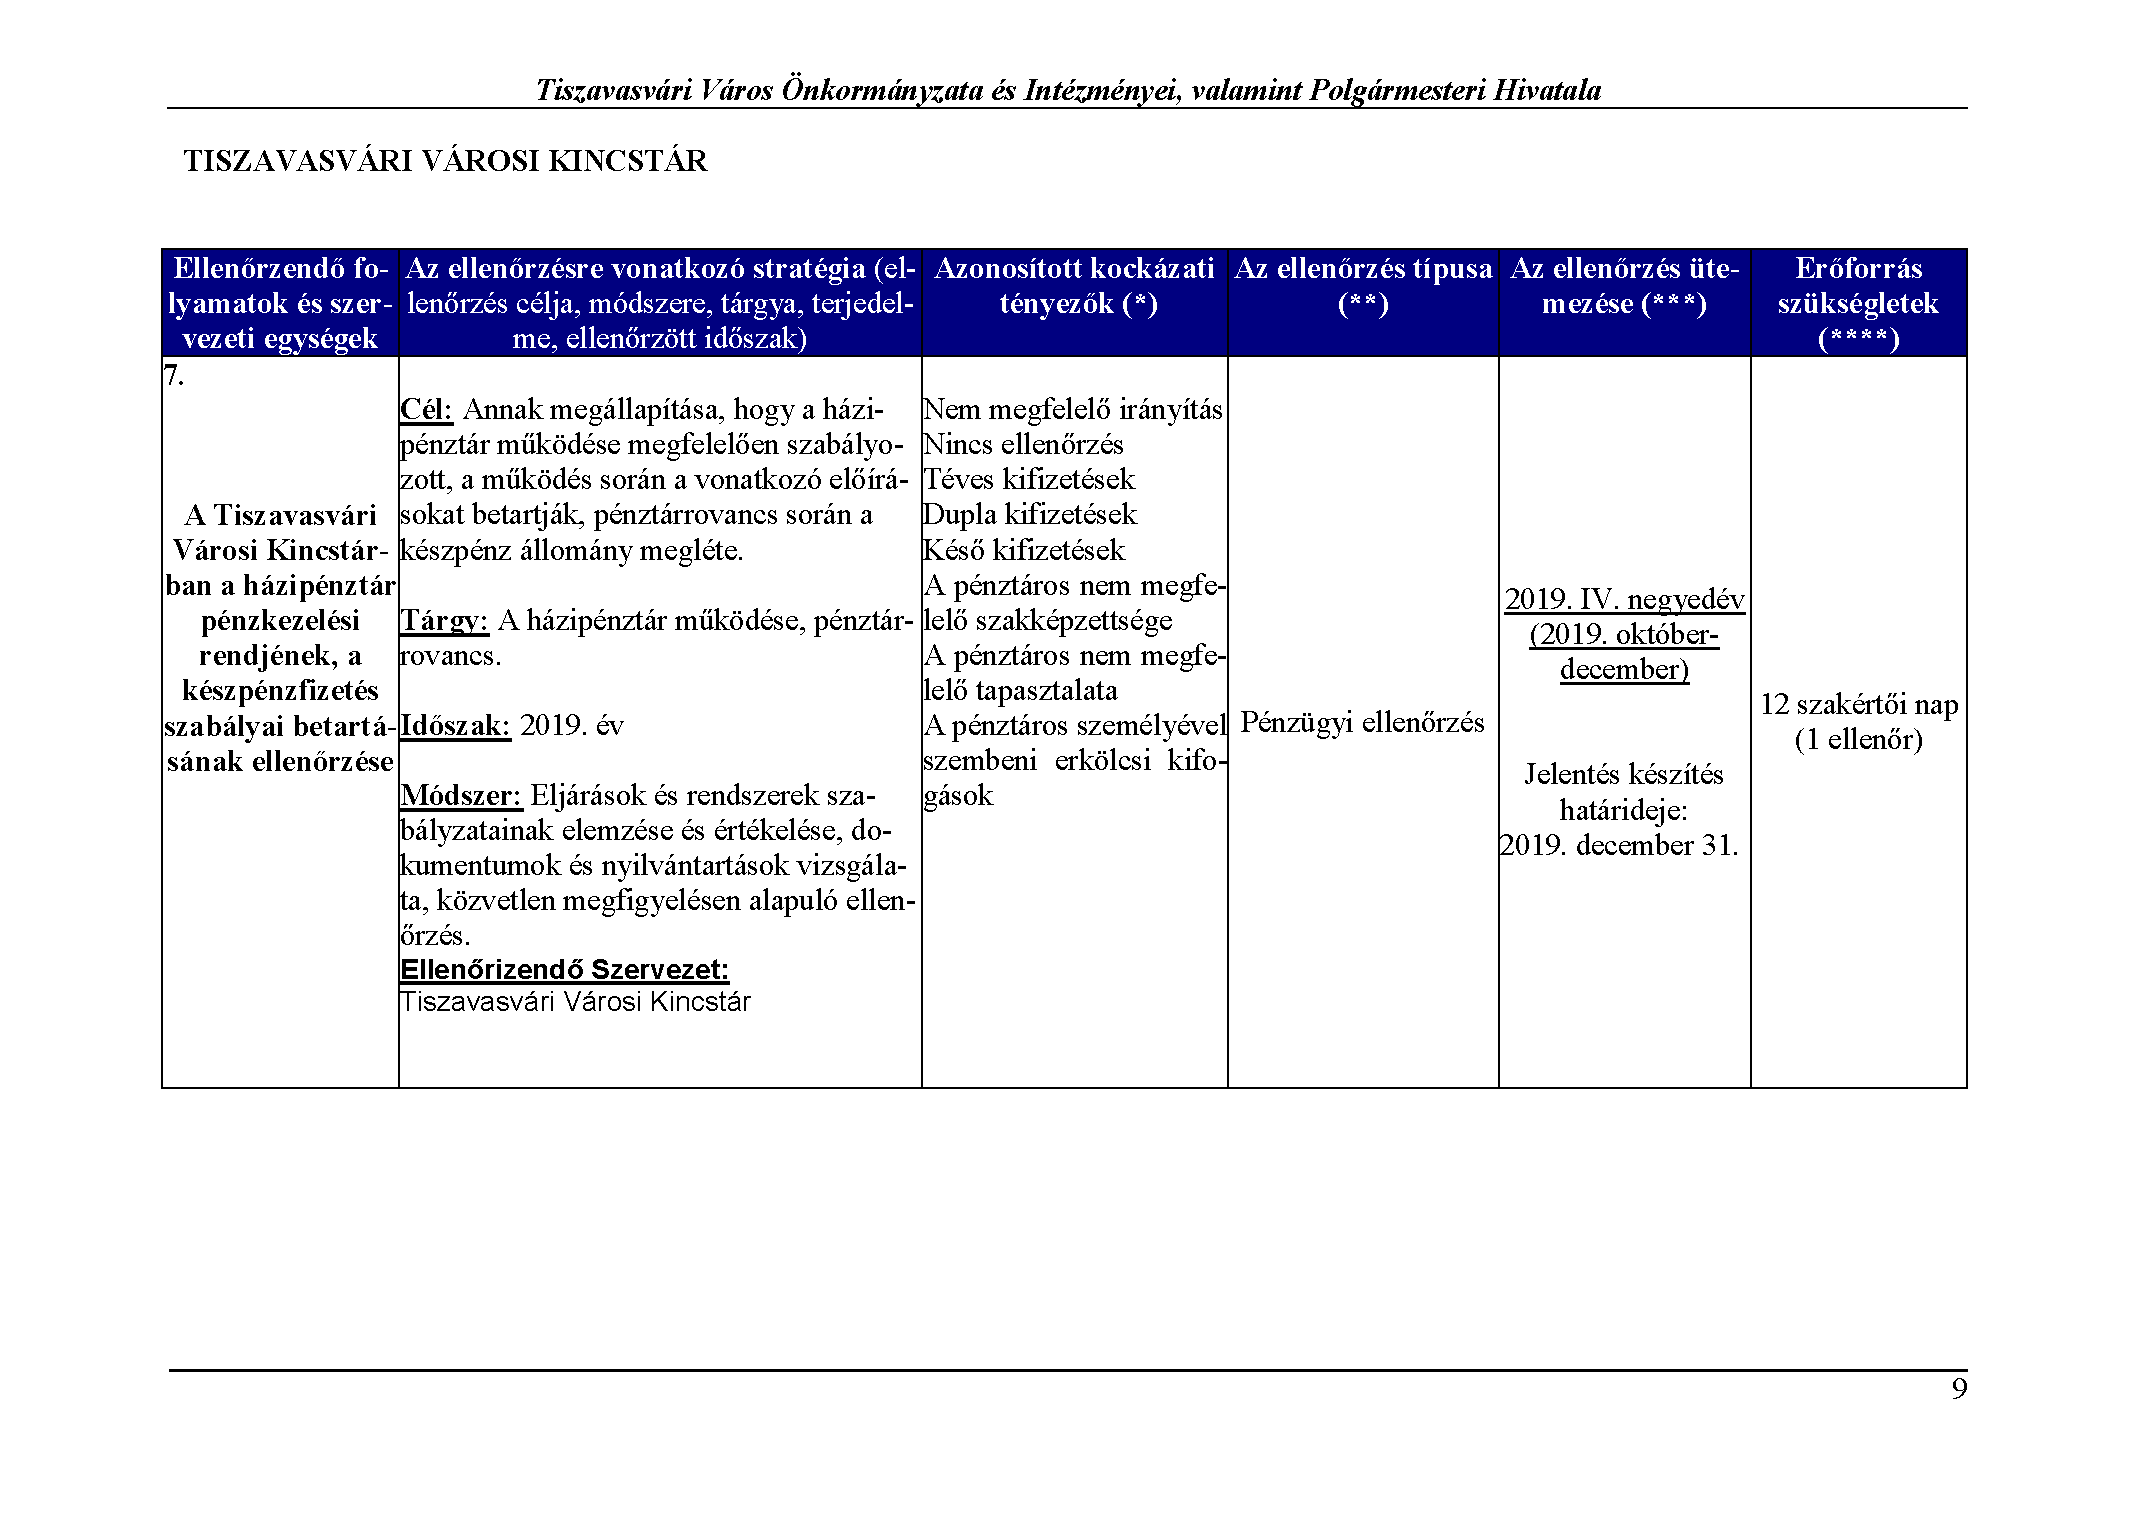 Tiszavasvári Város Önkormányzata és Intézményei, valamint Polgármesteri Hivatala
TISZAVASVÁRI VÁROSI KINCSTÁR
Ellenőrzendő fo-
lyamatok és szer-
vezeti egységek
Az ellenőrzésre vonatkozó stratégia (el-
lenőrzés célja, módszere, tárgya, terjedel-
me, ellenőrzött időszak)
Azonosított kockázati
tényezők (*)
Az ellenőrzés típusa
(**)
Az ellenőrzés üte-
mezése (***)
Erőforrás
szükségletek
(****)
7.
A Tiszavasvári
Városi Kincstár-
ban a házipénztár
pénzkezelési
rendjének, a
készpénzfizetés
szabályai betartá-
sának ellenőrzése
Cél: Annak megállapítása, hogy a házi-
pénztár működése megfelelően szabályo-
zott, a működés során a vonatkozó előírá-
sokat betartják, pénztárrovancs során a
készpénz állomány megléte.
Tárgy: A házipénztár működése, pénztár-
rovancs.
Időszak: 2019. év
Módszer: Eljárások és rendszerek sza-
bályzatainak elemzése és értékelése, do-
kumentumok és nyilvántartások vizsgála-
ta, közvetlen megfigyelésen alapuló ellen-
őrzés.
Ellenőrizendő Szervezet:
Tiszavasvári Városi Kincstár
Nem megfelelő irányítás
Nincs ellenőrzés
Téves kifizetések
Dupla kifizetések
Késő kifizetések
A pénztáros nem megfe-
lelő szakképzettsége
A pénztáros nem megfe-
lelő tapasztalata
A pénztáros személyével
szembeni erkölcsi kifo-
gások
Pénzügyi ellenőrzés
2019. IV. negyedév
(2019. október-
december)
Jelentés készítés
határideje:
2019. december 31.
12 szakértői nap
(1 ellenőr)
9